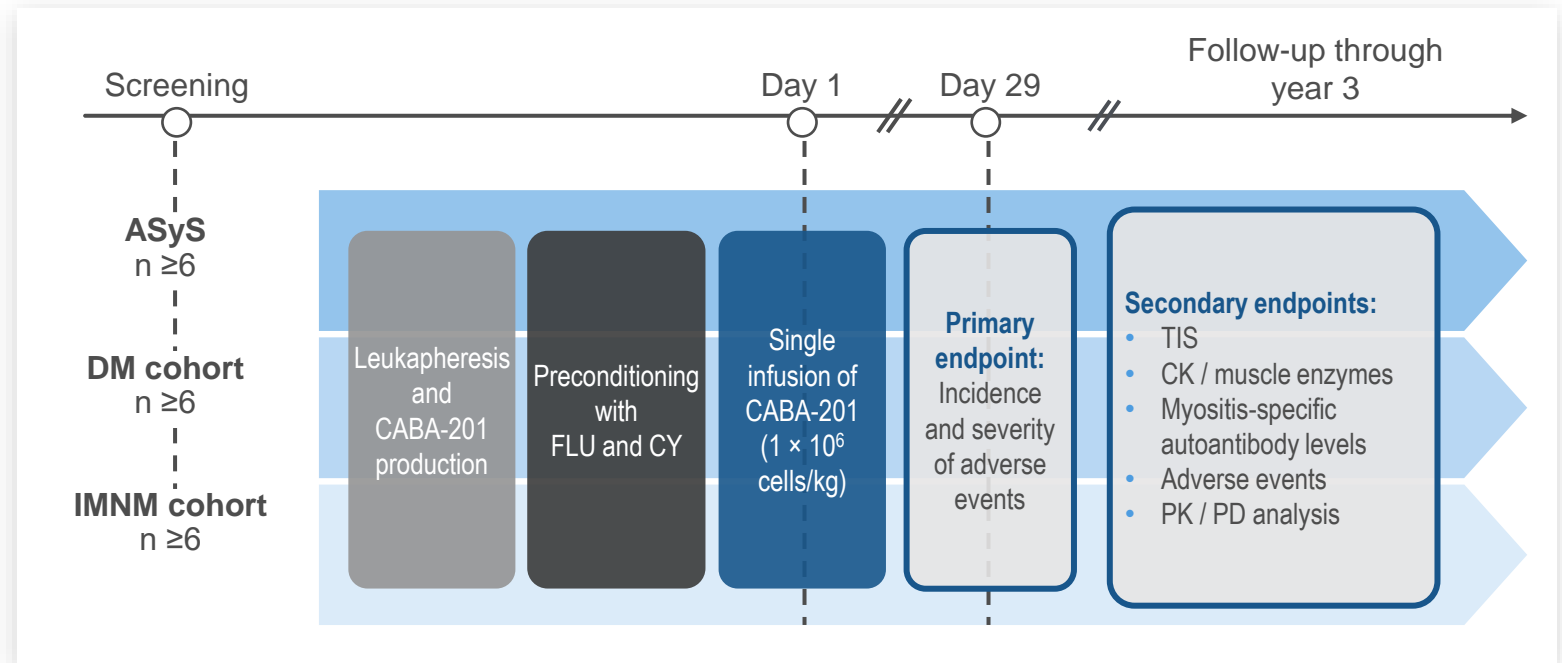 Screening
Day 1
Day 29
Follow-up through
year 3
ASyS
n ≥6
DM cohort
n ≥6
IMNM cohort
n ≥6
Leukapheresis
and
CABA-201
production
Preconditioning
with
FLU and CY
Single
infusion of
CABA-201
(1 × 10⁶
cells/kg)
Primary
endpoint:
Incidence
and severity
of adverse
events
Secondary endpoints:
• TIS
• CK / muscle enzymes
• Myositis-specific
autoantibody levels
• Adverse events
• PK / PD analysis